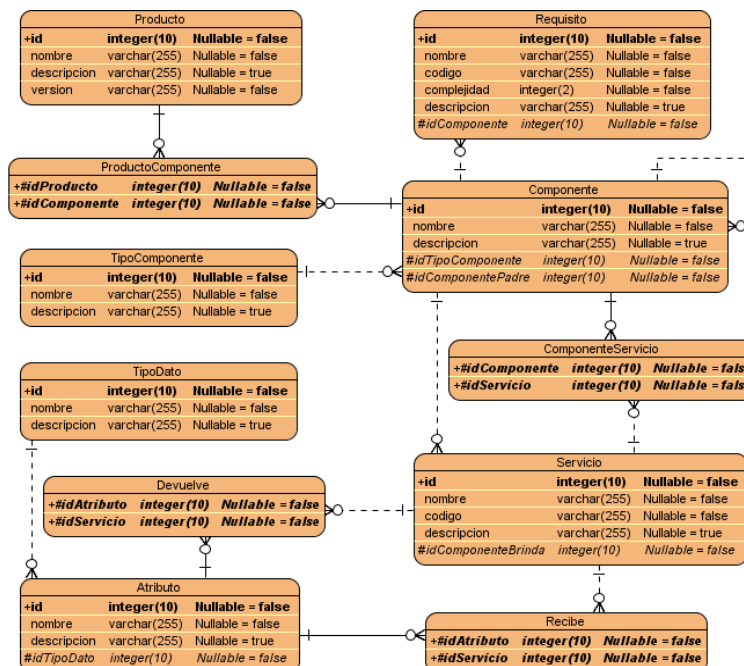 Producto
+id integer(10) Nullable = false
nombre varchar(255) Nullable = false
descripcion varchar(255) Nullable = true
version varchar(255) Nullable = false
Requisito
+id integer(10) Nullable = false
nombre varchar(255) Nullable = false
codigo varchar(255) Nullable = false
complejidad integer(2) Nullable = false
descripcion varchar(255) Nullable = true
#idComponente integer(10) Nullable = false
ProductoComponente
+#idProducto integer(10) Nullable = false
+#idComponente integer(10) Nullable = false
Componente
+id integer(10) Nullable = false
nombre varchar(255) Nullable = false
descripcion varchar(255) Nullable = true
#idTipoComponente integer(10) Nullable = false
#idComponentePadre integer(10) Nullable = false
TipoComponente
+id integer(10) Nullable = false
nombre varchar(255) Nullable = false
descripcion varchar(255) Nullable = true
ComponenteServicio
+#idComponente integer(10) Nullable = fals
+#idServicio integer(10) Nullable = fals
TipoDato
+id integer(10) Nullable = false
nombre varchar(255) Nullable = false
descripcion varchar(255) Nullable = true
Servicio
+id integer(10) Nullable = false
nombre varchar(255) Nullable = false
codigo varchar(255) Nullable = false
descripcion varchar(255) Nullable = true
#idComponenteBrinda integer(10) Nullable = false
Devuelve
+#idAtributo integer(10) Nullable = false
+#idServicio integer(10) Nullable = false
Atributo
+id integer(10) Nullable = false
nombre varchar(255) Nullable = false
descripcion varchar(255) Nullable = true
#idTipoDato integer(10) Nullable = false
Recibe
+#idAtributo integer(10) Nullable = false
+#idServicio integer(10) Nullable = false